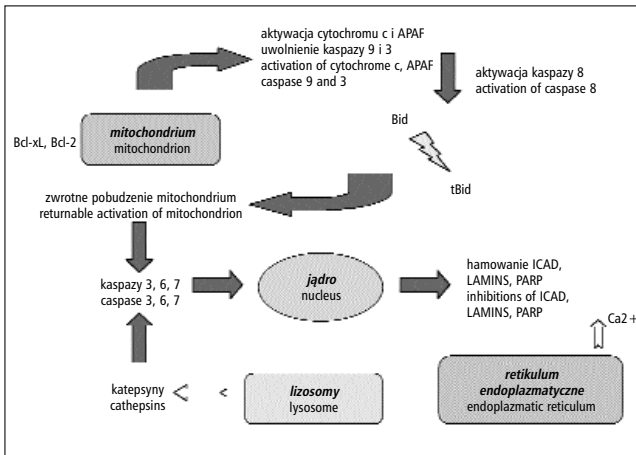 aktywacja cytochromu c i APAF
uwolnienie kaspazy 9 i 3
activation of cytochrome c, APAF
caspase 9 and 3
aktywacja kaspazy 8
activation of caspase 8
Bcl-xL, Bcl-2
mitochondrium
mitochondrion
Bid
tBid
zwrotne pobudzenie mitochondrium
returnable activation of mitochondrion
kaspazy 3, 6, 7
caspase 3, 6, 7
jądro
nucleus
hamowanie ICAD,
LAMINS, PARP
inhibitions of ICAD,
LAMINS, PARP
Ca2+
katepsyny
cathepsins
lizosomy
lysosome
retikulum
endoplazmatyczne
endoplazmatic reticulum